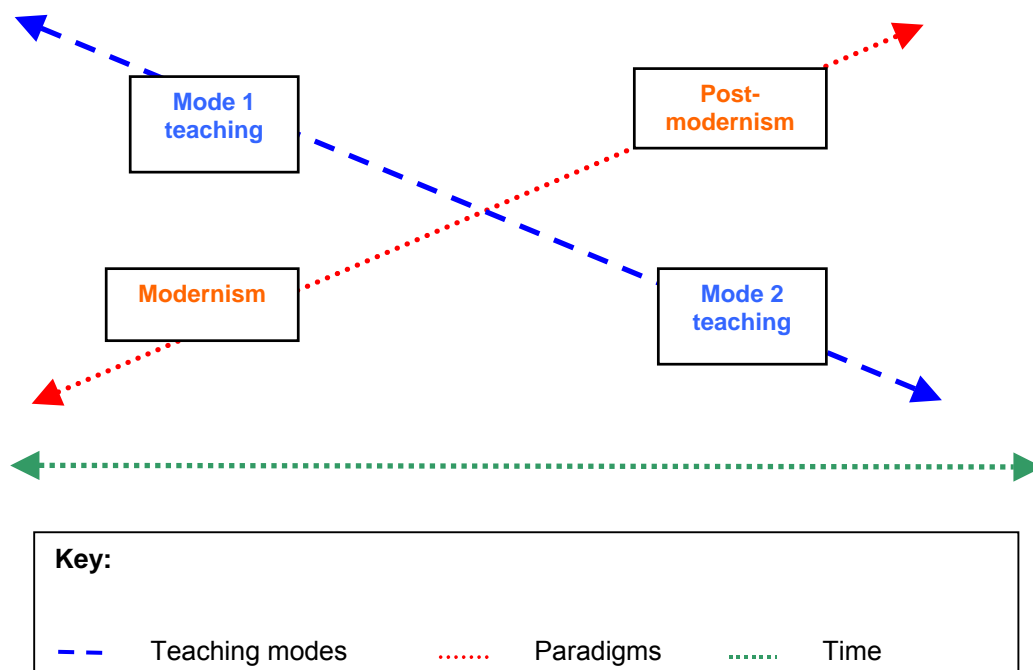 Mode 1
teaching
Post-
modernism
Modernism
Mode 2
teaching
Key:
Teaching modes
Paradigms
Time